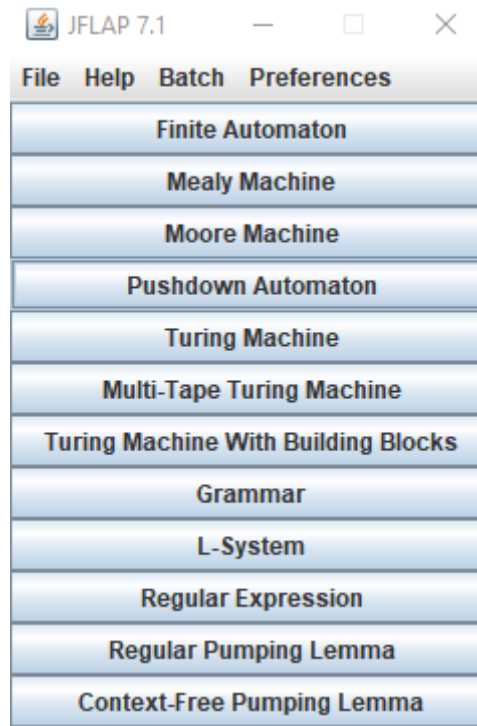 JFLAP 7.1
File Help Batch Preferences
Finite Automaton
Mealy Machine
Moore Machine
Pushdown Automaton
Turing Machine
Multi-Tape Turing Machine
Turing Machine With Building Blocks
Grammar
L-System
Regular Expression
Regular Pumping Lemma
Context-Free Pumping Lemma